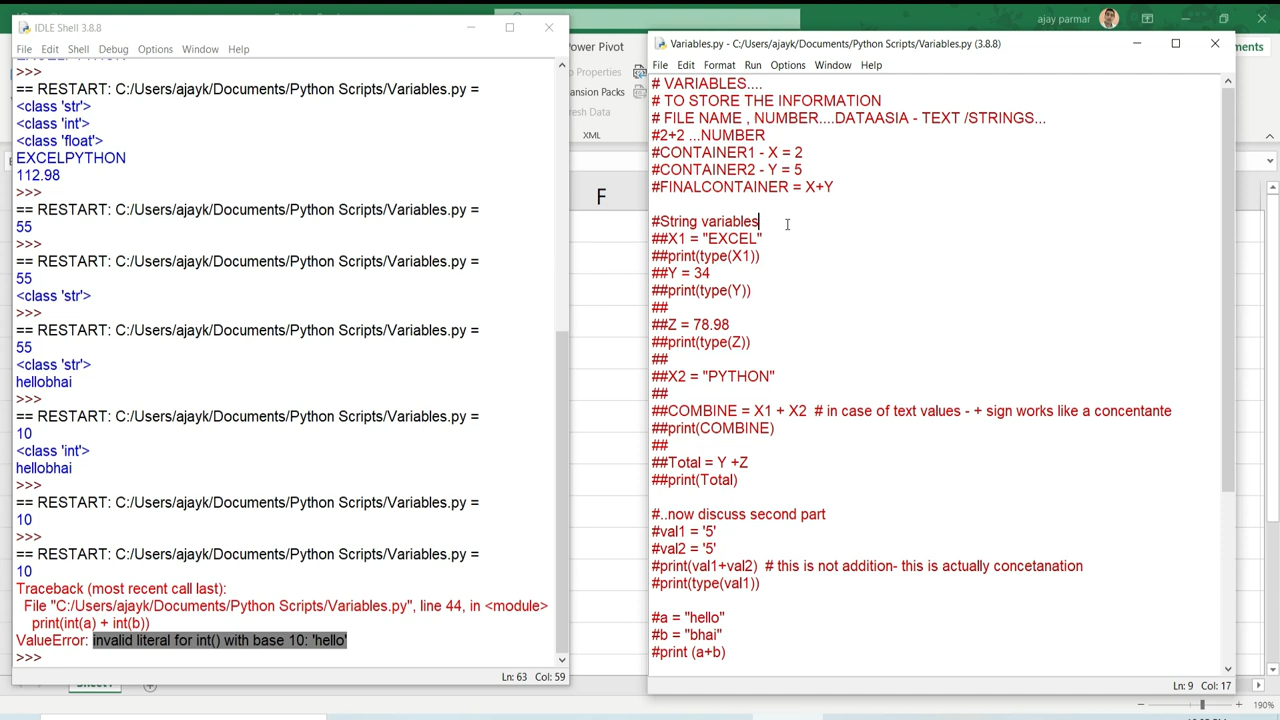 IDLE Shell 3.8.8
File Edit Shell Debug Options Window Help
>>>
== RESTART: C:/Users/ajayk/Documents/Python Scripts/Variables.py =
<class 'str'>
<class 'int'>
<class 'float'>
EXCELPYTHON
112.98
>>>
== RESTART: C:/Users/ajayk/Documents/Python Scripts/Variables.py =
55
>>>
== RESTART: C:/Users/ajayk/Documents/Python Scripts/Variables.py =
55
<class 'str'>
>>>
== RESTART: C:/Users/ajayk/Documents/Python Scripts/Variables.py =
55
<class 'str'>
hellobhai
>>>
== RESTART: C:/Users/ajayk/Documents/Python Scripts/Variables.py =
10
<class 'int'>
hellobhai
>>>
== RESTART: C:/Users/ajayk/Documents/Python Scripts/Variables.py =
10
>>>
== RESTART: C:/Users/ajayk/Documents/Python Scripts/Variables.py =
10
Traceback (most recent call last):
File "C:/Users/ajayk/Documents/Python Scripts/Variables.py", line 44, in <module>
print(int(a) + int(b))
ValueError: invalid literal for int() with base 10: 'hello'
>>>
Ln: 63 Col: 59
ajay parmar
Power Pivot
Properties
ansion Packs
resh Data
XML
F
Variables.py - C:/Users/ajayk/Documents/Python Scripts/Variables.py (3.8.8)
File Edit Format Run Options Window Help
# VARIABLES....
# TO STORE THE INFORMATION
# FILE NAME , NUMBER....DATAASIA - TEXT /STRINGS...
#2+2 ...NUMBER
#CONTAINER1 - X = 2
#CONTAINER2 - Y = 5
#FINALCONTAINER = X+Y
#String variables
##X1 = "EXCEL"
##print(type(X1))
##Y = 34
##print(type(Y))
##
##Z = 78.98
##print(type(Z))
##
##X2 = "PYTHON"
##
##COMBINE = X1 + X2 # in case of text values - + sign works like a concentante
##print(COMBINE)
##
##Total = Y +Z
##print(Total)
#..now discuss second part
#val1 = '5'
#val2 = '5'
#print(val1+val2) # this is not addition- this is actually concetanation
#print(type(val1))
#a = "hello"
#b = "bhai"
#print (a+b)
Ln: 9 Col: 17
ments
190%